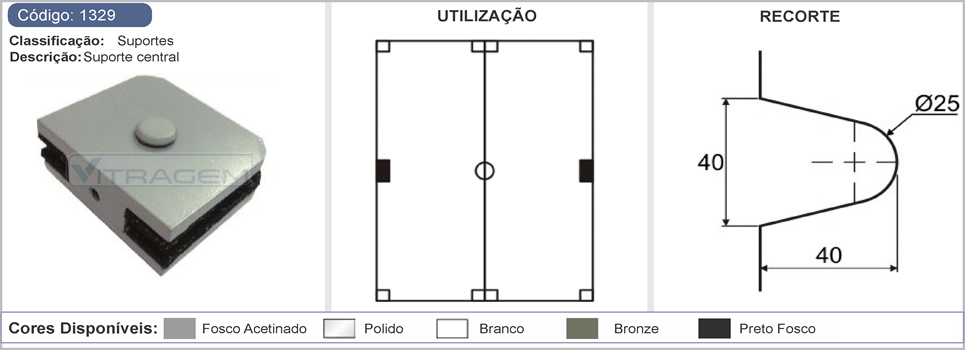 Código: 1329
Classificação: Suportes
Descrição: Suporte central
VITRAGEM
UTILIZAÇÃO
RECORTE
Ø25
40
40
Cores Disponíveis: Fosco Acetinado Polido Branco Bronze Preto Fosco